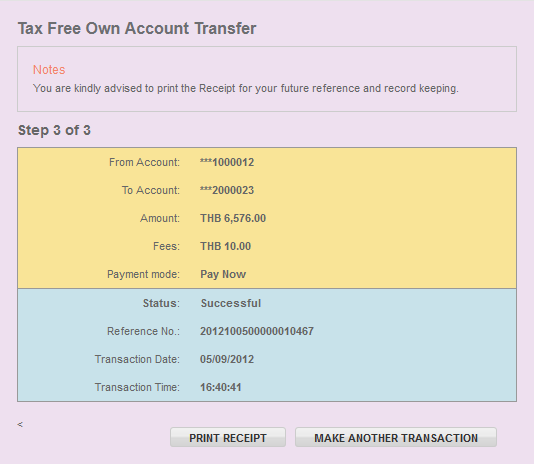 Tax Free Own Account Transfer
Notes
You are kindly advised to print the Receipt for your future reference and record keeping.
Step 3 of 3
From Account: ***1000012
To Account: ***2000023
Amount: THB 6,576.00
Fees: THB 10.00
Payment mode: Pay Now
Status: Successful
Reference No.: 2012100500000010467
Transaction Date: 05/09/2012
Transaction Time: 16:40:41
<
PRINT RECEIPT MAKE ANOTHER TRANSACTION